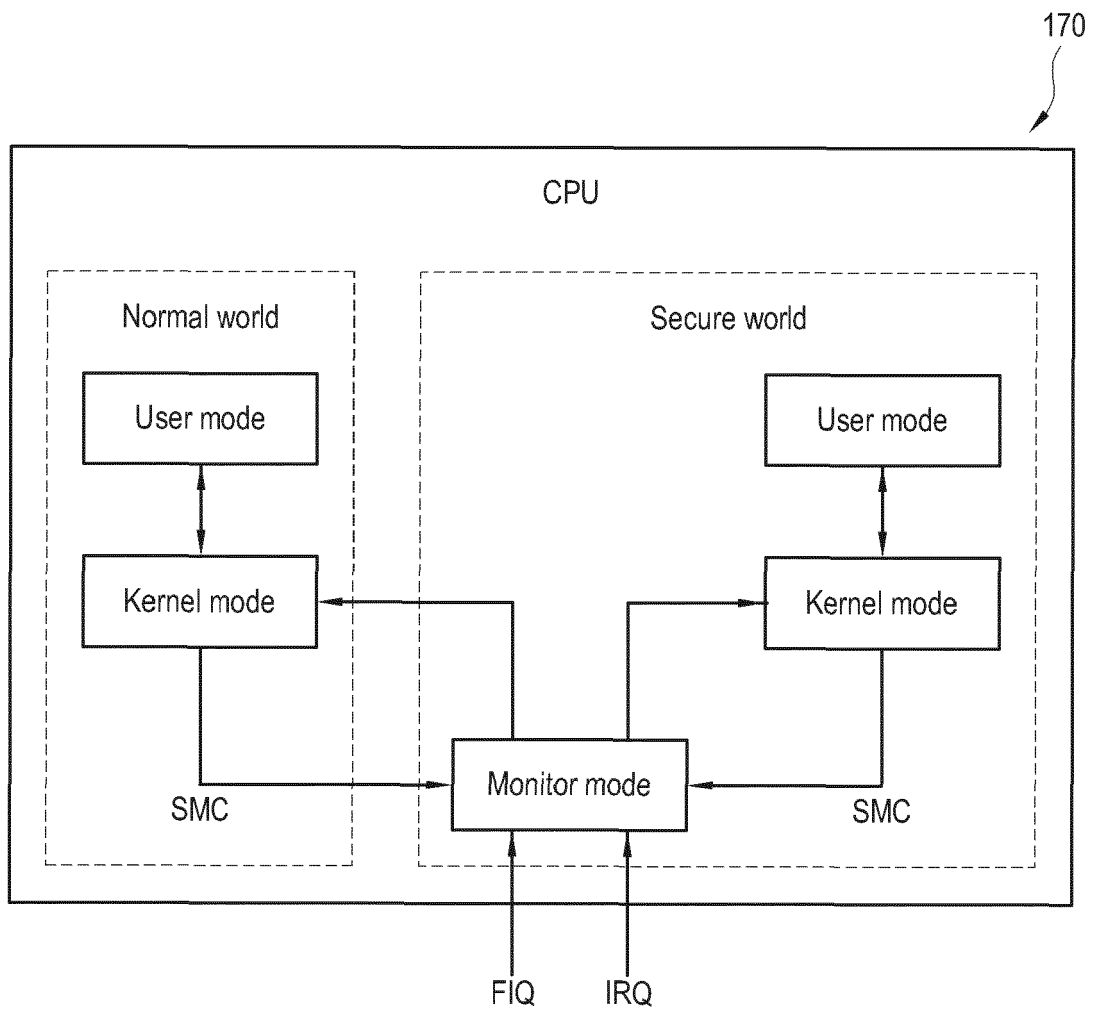 170
CPU
Normal world
Secure world
User mode
User mode
Kernel mode
Kernel mode
Monitor mode
SMC
SMC
FIQ
IRQ